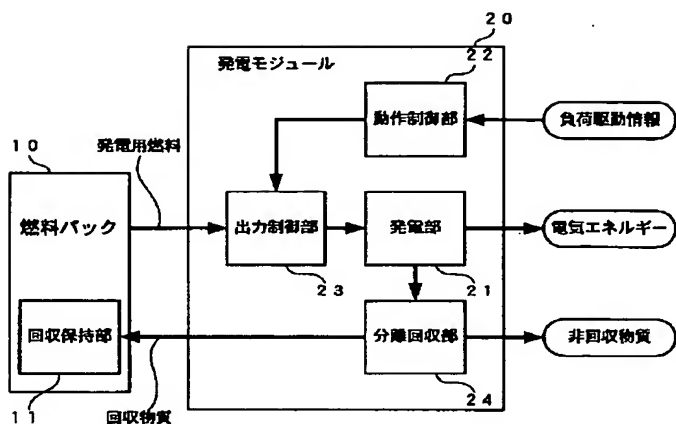 20
発電モジュール
22
動作制御部
負荷駆動情報
10
発電用燃料
燃料パック
出力制御部
発電部
電気エネルギー
23
21
回収保持部
分離回収部
非回収物質
11
回収物質
24